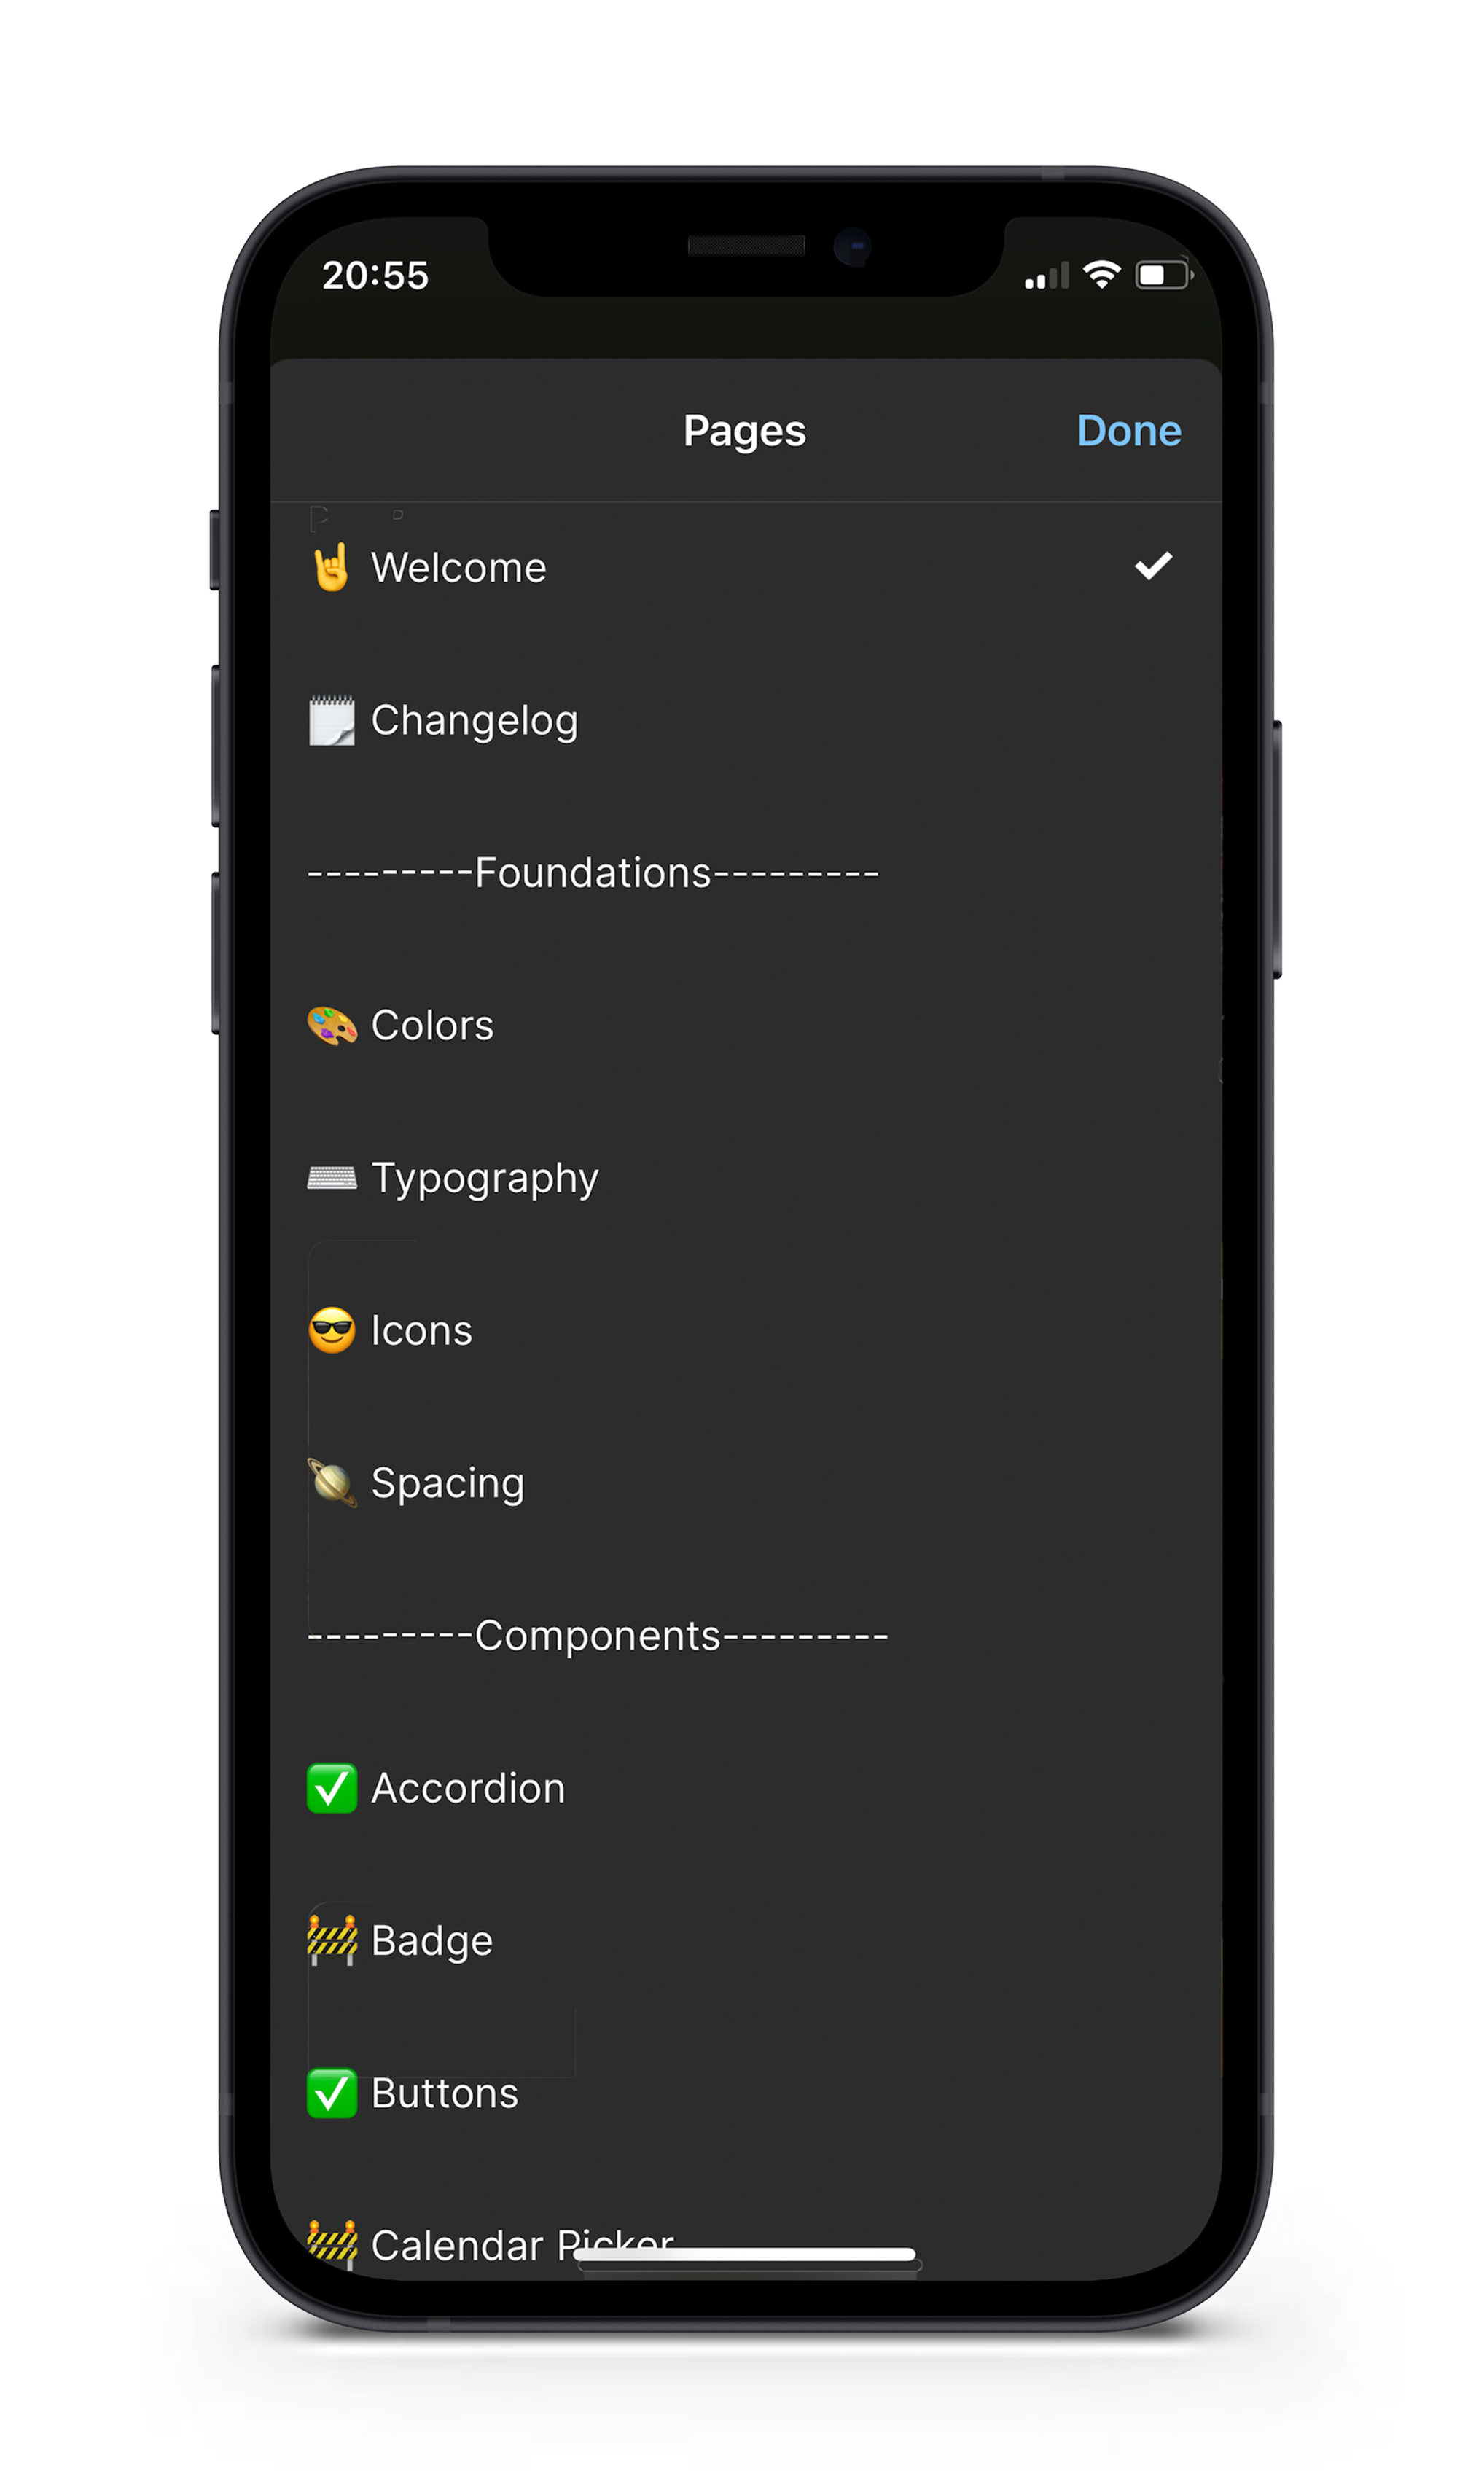 20:55
Pages
Done
🤘 Welcome
🗒️ Changelog
---------Foundations---------
🎨 Colors
⌨️ Typography
😎 Icons
🪐 Spacing
---------Components---------
✅ Accordion
🚧 Badge
✅ Buttons
🚧 Calendar Picker